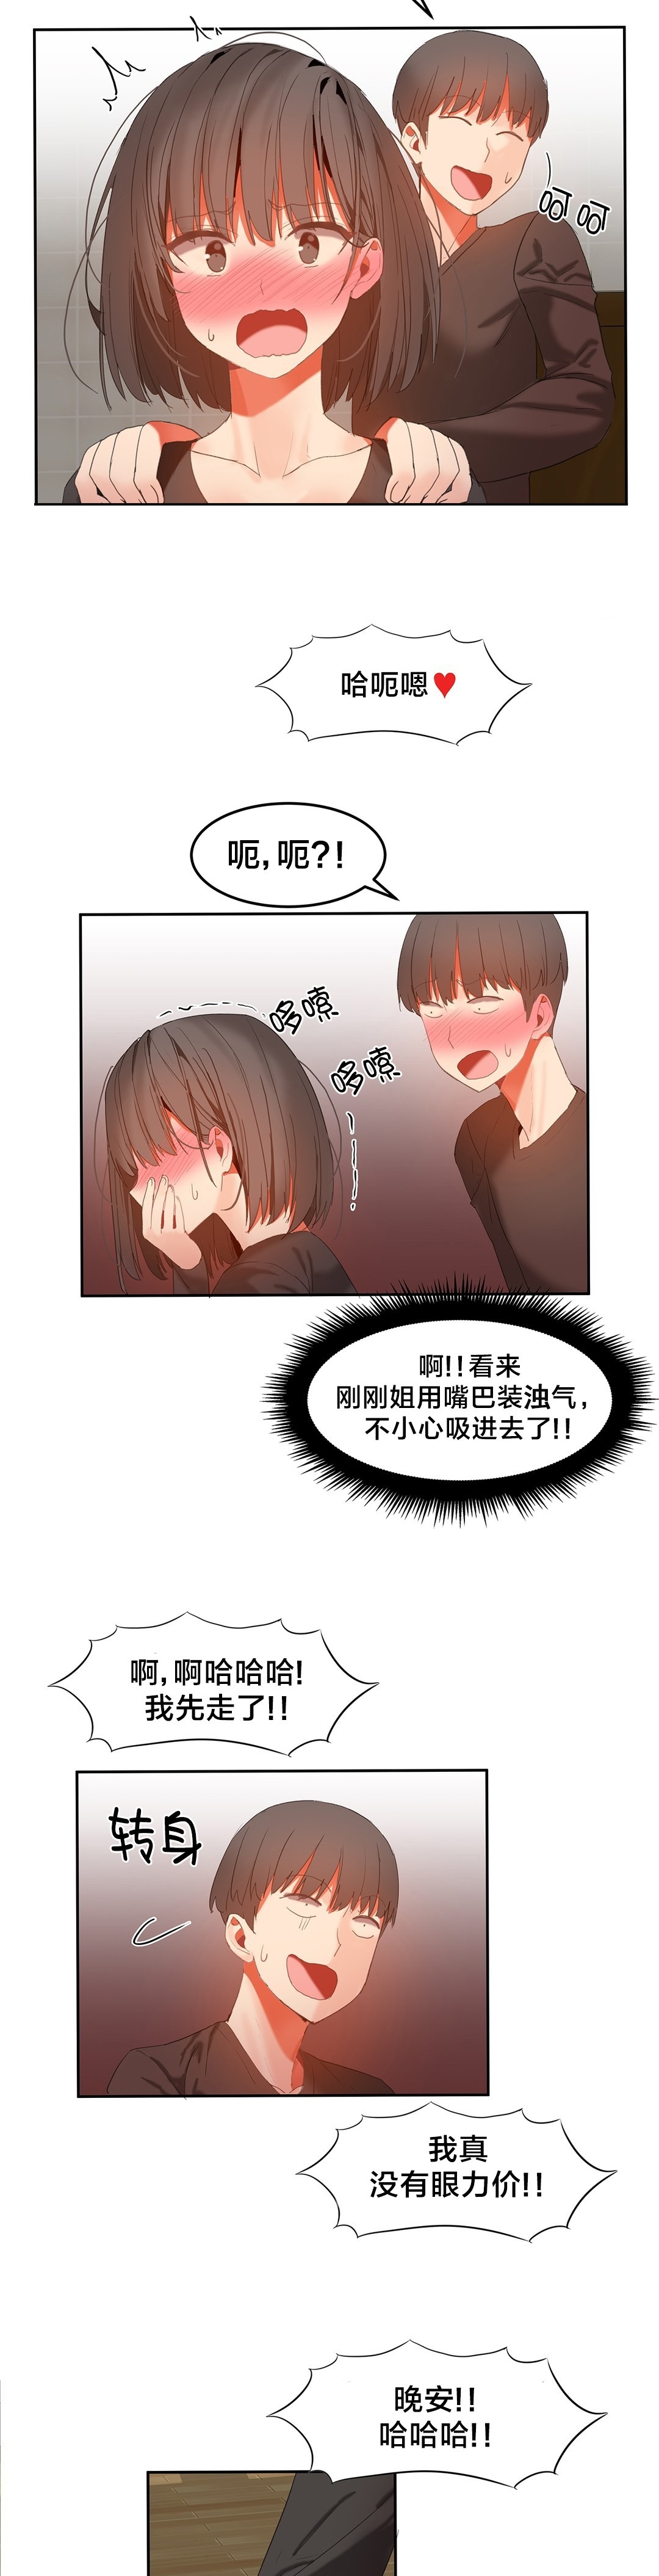 呵呵
哈呃嗯♥
呃,呃?!
哆嗦
哆嗦
啊!!看来
刚刚姐用嘴巴装浊气,
不小心吸进去了!!
啊,啊哈哈哈!
我先走了!!
转身
我真
没有眼力价!!
晚安!!
哈哈哈!!